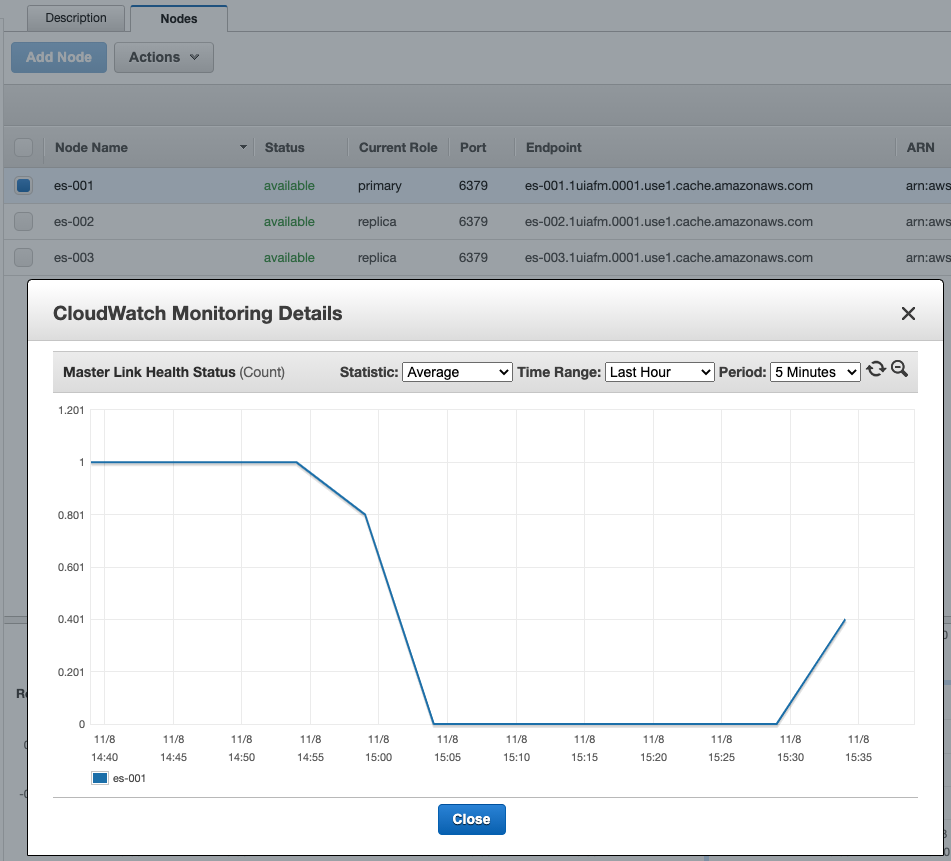 Description Nodes
Add Node Actions
Node Name Status Current Role Port Endpoint ARN
es-001 available primary 6379 es-001.1uiafm.0001.use1.cache.amazonaws.com arn:aws
es-002 available replica 6379 es-002.1uiafm.0001.use1.cache.amazonaws.com arn:aws
es-003 available replica 6379 es-003.1uiafm.0001.use1.cache.amazonaws.com arn:aws
CloudWatch Monitoring Details
Master Link Health Status (Count) Statistic: Average Time Range: Last Hour Period: 5 Minutes
1.201
1
0.801
0.601
0.401
0.201
0
11/8 11/8 11/8 11/8 11/8 11/8 11/8 11/8 11/8 11/8 11/8 11/8
14:40 14:45 14:50 14:55 15:00 15:05 15:10 15:15 15:20 15:25 15:30 15:35
es-001
Close